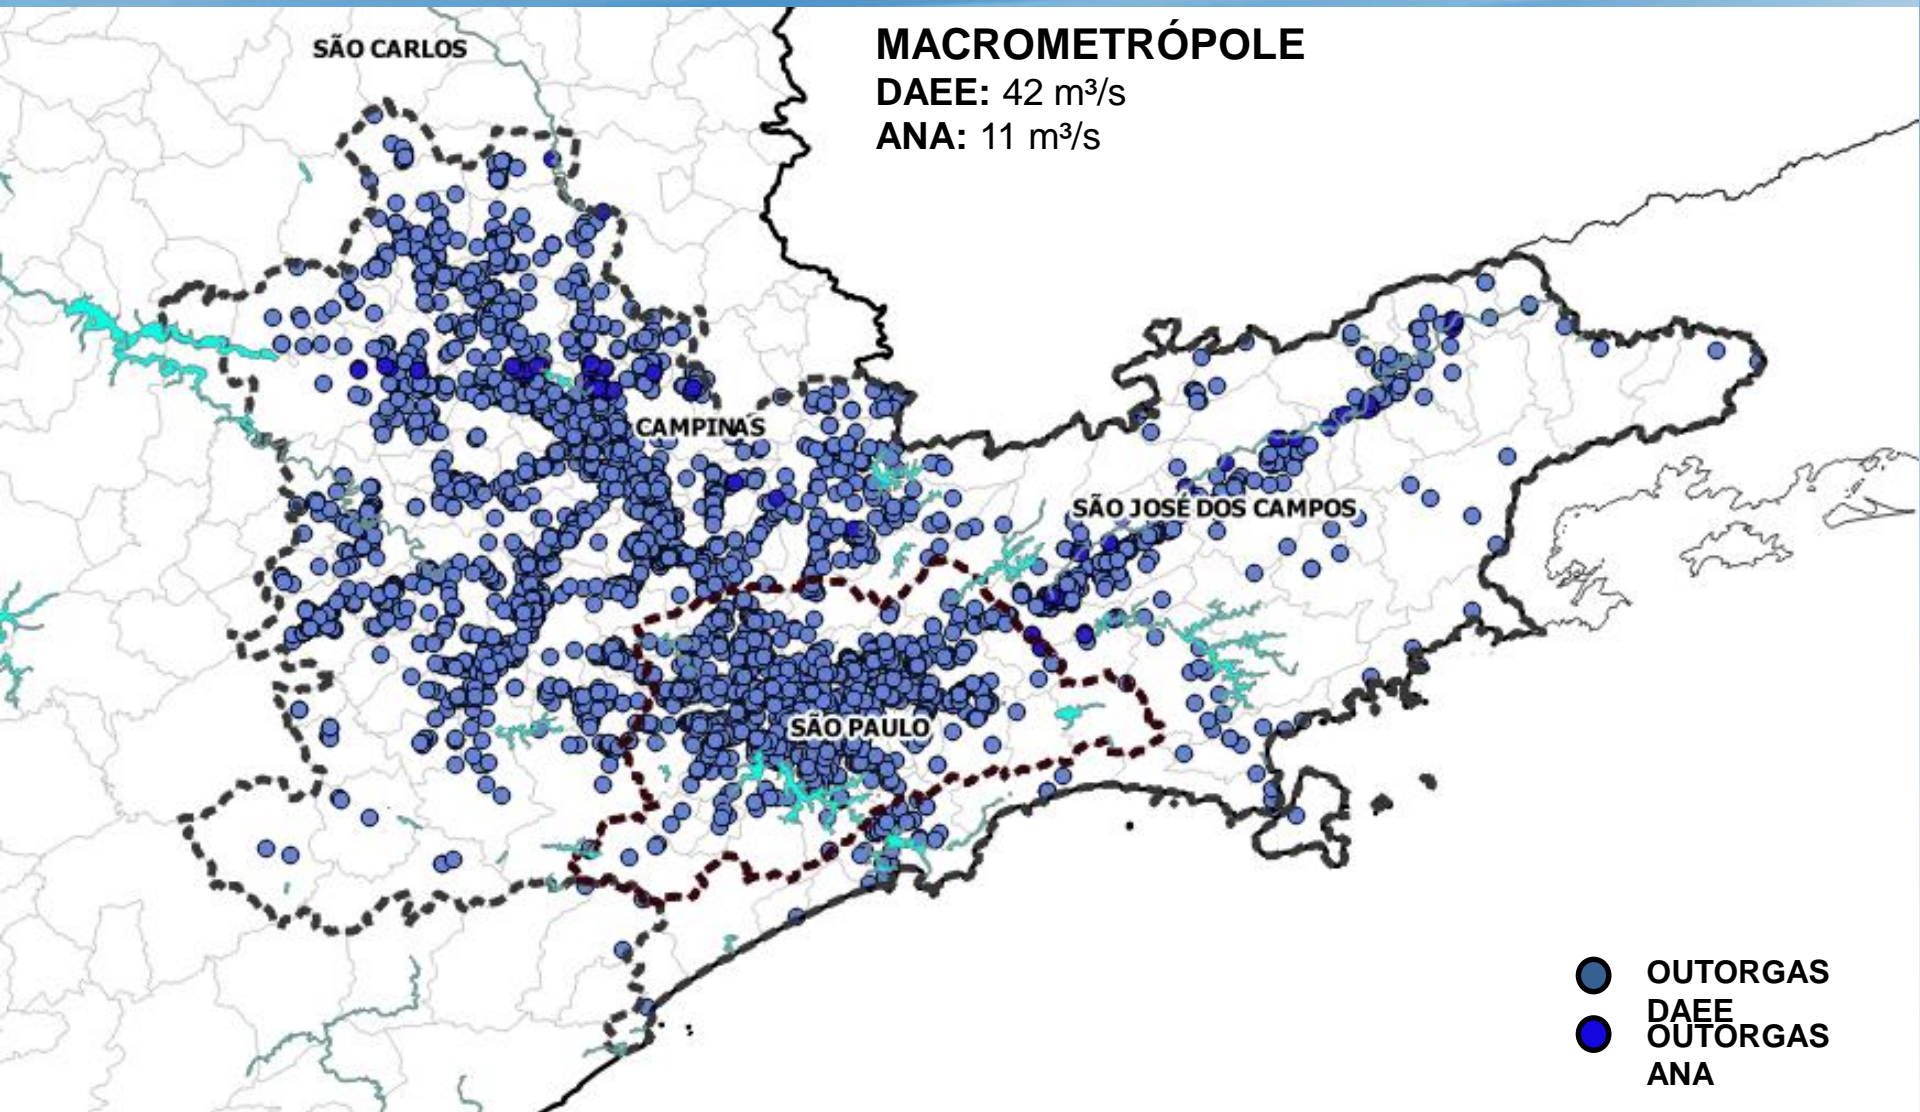 SÃO CARLOS
MACROMETRÓPOLE
DAEE: 42 m³/s
ANA: 11 m³/s
CAMPINAS
SÃO JOSÉ DOS CAMPOS
SÃO PAULO
OUTORGAS
DAEE
OUTORGAS
ANA